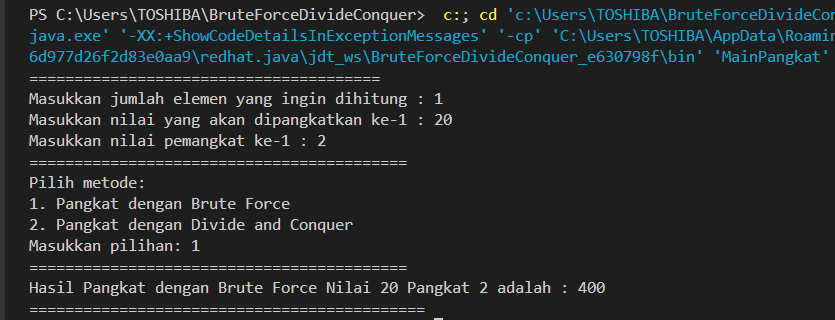 PS C:\Users\TOSHIBA\BruteForceDivideConquer>  c:; cd 'c:\Users\TOSHIBA\BruteForceDivideCon
java.exe' '-XX:+ShowCodeDetailsInExceptionMessages' '-cp' 'C:\Users\TOSHIBA\AppData\Roamin
6d977d26f2d83e0aa9\redhat.java\jdt_ws\BruteForceDivideConquer_e630798f\bin' 'MainPangkat'
=======================================
Masukkan jumlah elemen yang ingin dihitung : 1
Masukkan nilai yang akan dipangkatkan ke-1 : 20
Masukkan nilai pemangkat ke-1 : 2
==========================================
Pilih metode:
1. Pangkat dengan Brute Force
2. Pangkat dengan Divide and Conquer
Masukkan pilihan: 1
==========================================
Hasil Pangkat dengan Brute Force Nilai 20 Pangkat 2 adalah : 400
============================================